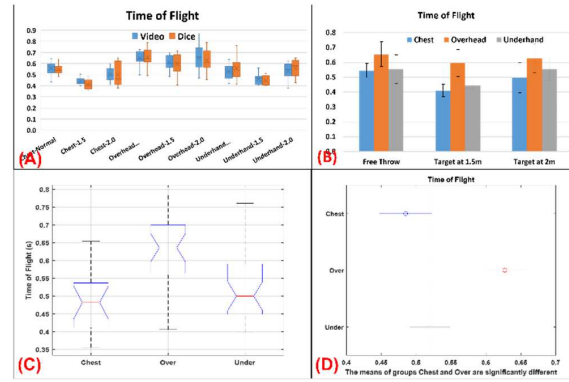 Time of Flight
Video Dice
0.9
0.8
0.7
0.6
0.5
0.4
0.3
0.2
0.1
0.0
Chest-Normal
Chest-1.5
Chest-2.0
Overhead...
Overhead-1.5
Overhead-2.0
Underhand...
Underhand-1.5
Underhand-2.0
(A)
Time of Flight
Chest Overhead Underhand
0.8
0.7
0.6
0.5
0.4
0.3
0.2
0.1
0.0
Free Throw Target at 1.5m Target at 2m
(B)
Time of Flight (s)
0.8
0.75
0.7
0.65
0.6
0.55
0.5
0.45
0.4
0.35
Chest Over Under
(C)
Time of Flight
Chest
Over
Under
0.4 0.45 0.5 0.55 0.6 0.65 0.7
The means of groups Chest and Over are significantly different
(D)